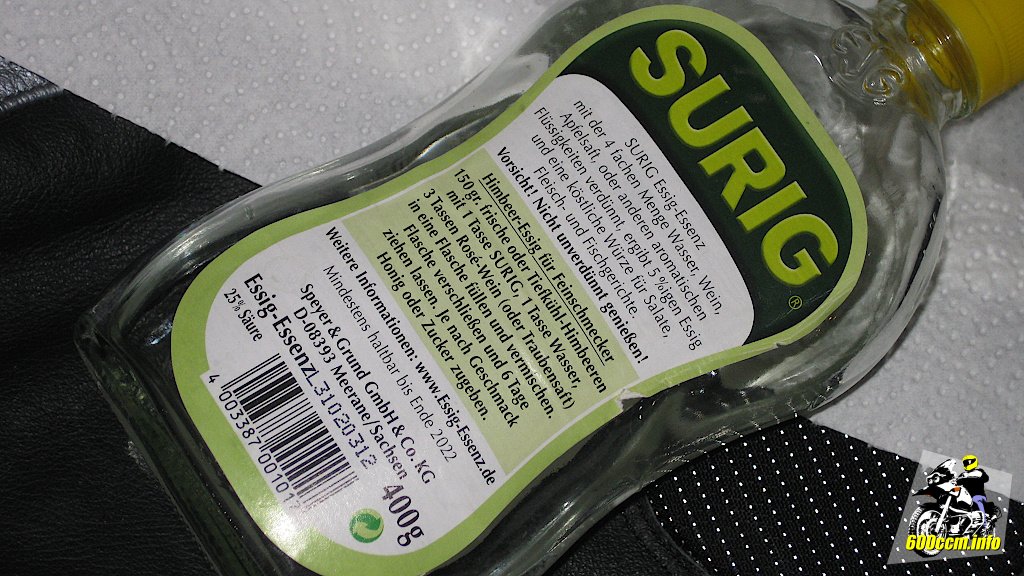 SURIG
SURIG®
SURIG Essig-Essenz
mit der 4 fachen Menge Wasser, Wein,
Apfelsaft, oder anderen aromatischen
Flüssigkeiten verdünnt, ergibt 5 %igen Essig
und eine köstliche Würze für Salate,
Fleisch- und Fischgerichte.
Vorsicht! Nicht unverdünnt genießen!
Himbeer-Essig für Feinschmecker
150 gr. frische oder Tiefkühl-Himbeeren
mit 1 Tasse SURIG, 1 Tasse Wasser,
3 Tassen Rosé-Wein (oder Traubensaft)
in eine Flasche füllen und vermischen.
Flasche verschließen und 6 Tage
ziehen lassen. Je nach Geschmack
Honig oder Zucker zugeben.
Weitere Informationen: www.Essig-Essenz.de
Mindestens haltbar bis Ende 2022
Speyer & Grund GmbH & Co. KG
D-08393 Meerane/Sachsen
Essig-Essenz
25% Säure
L31020312
400g
4 003387 00101
600ccm.info